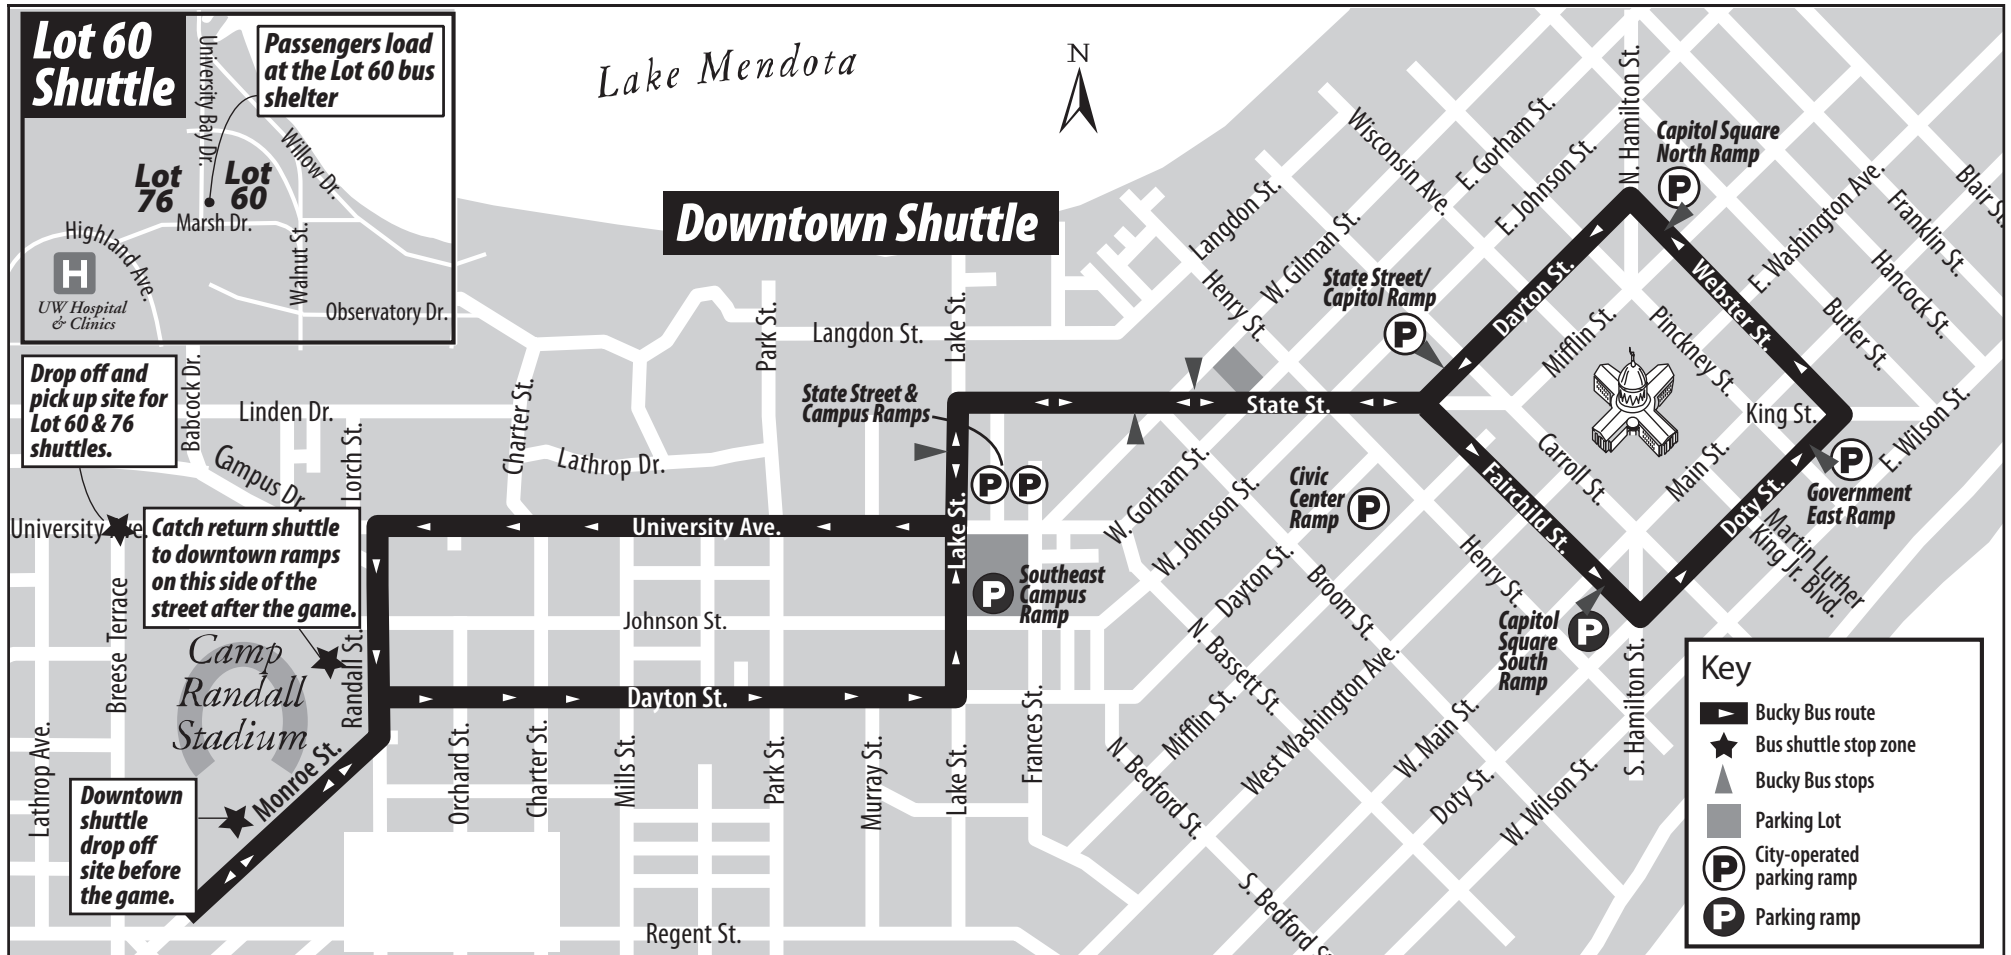 Lot 60
Shuttle
Passengers load
at the Lot 60 bus
shelter
University Bay Dr.
Willow Dr.
Lot
76
Lot
60
Marsh Dr.
Highland Ave.
Walnut St.
H
UW Hospital
& Clinics
Observatory Dr.
Lake Mendota
N
Downtown Shuttle
Drop off and
pick up site for
Lot 60 & 76
shuttles.
Babcock Dr.
Linden Dr.
Campus Dr.
Lorch St.
Charter St.
Lathrop Dr.
Park St.
Langdon St.
Lake St.
State Street &
Campus Ramps
P
P
University Ave.
Catch return shuttle
to downtown ramps
on this side of the
street after the game.
University Ave.
Lake St.
Breese Terrace
Camp
Randall
Stadium
Randall St.
Johnson St.
P
Southeast
Campus
Ramp
Dayton St.
Lathrop Ave.
Downtown
shuttle
drop off
site before
the game.
Monroe St.
Orchard St.
Charter St.
Mills St.
Park St.
Murray St.
Lake St.
Frances St.
Regent St.
Langdon St.
Henry St.
W. Gilman St.
Wisconsin Ave.
E. Gorham St.
E. Johnson St.
N. Hamilton St.
Capitol Square
North Ramp
P
State Street/
Capitol Ramp
P
Dayton St.
Webster St.
E. Washington Ave.
Franklin St.
Blair St.
Hancock St.
Butler St.
Mifflin St.
Pinckney St.
State St.
King St.
E. Wilson St.
Carroll St.
Main St.
P
Government
East Ramp
Fairchild St.
Doty St.
Martin Luther
King Jr. Blvd.
W. Gorham St.
W. Johnson St.
Civic
Center
Ramp
P
Dayton St.
Broom St.
Henry St.
Capitol
Square
South
Ramp
P
N. Bassett St.
Mifflin St.
West Washington Ave.
W. Main St.
S. Hamilton St.
N. Bedford St.
Doty St.
W. Wilson St.
S. Bedford St.
Key
Bucky Bus route
Bus shuttle stop zone
Bucky Bus stops
Parking Lot
P
City-operated
parking ramp
P
Parking ramp